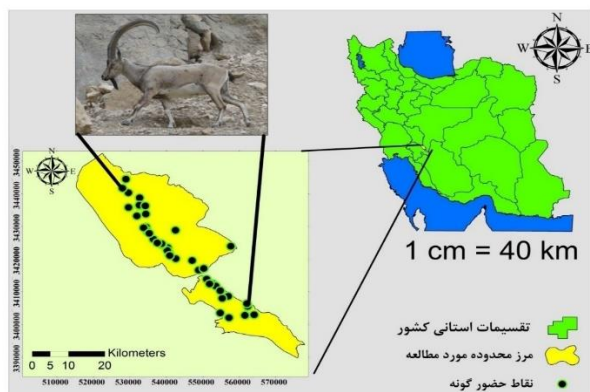 N
W E
S
N
W E
S
3450000
3440000
3430000
3420000
3410000
3400000
3390000
0 5 10 20 Kilometers
510000 520000 530000 540000 550000 560000 570000
1 cm = 40 km
تقسیمات استانی کشور
مرز محدوده مورد مطالعه
نقاط حضور گونه